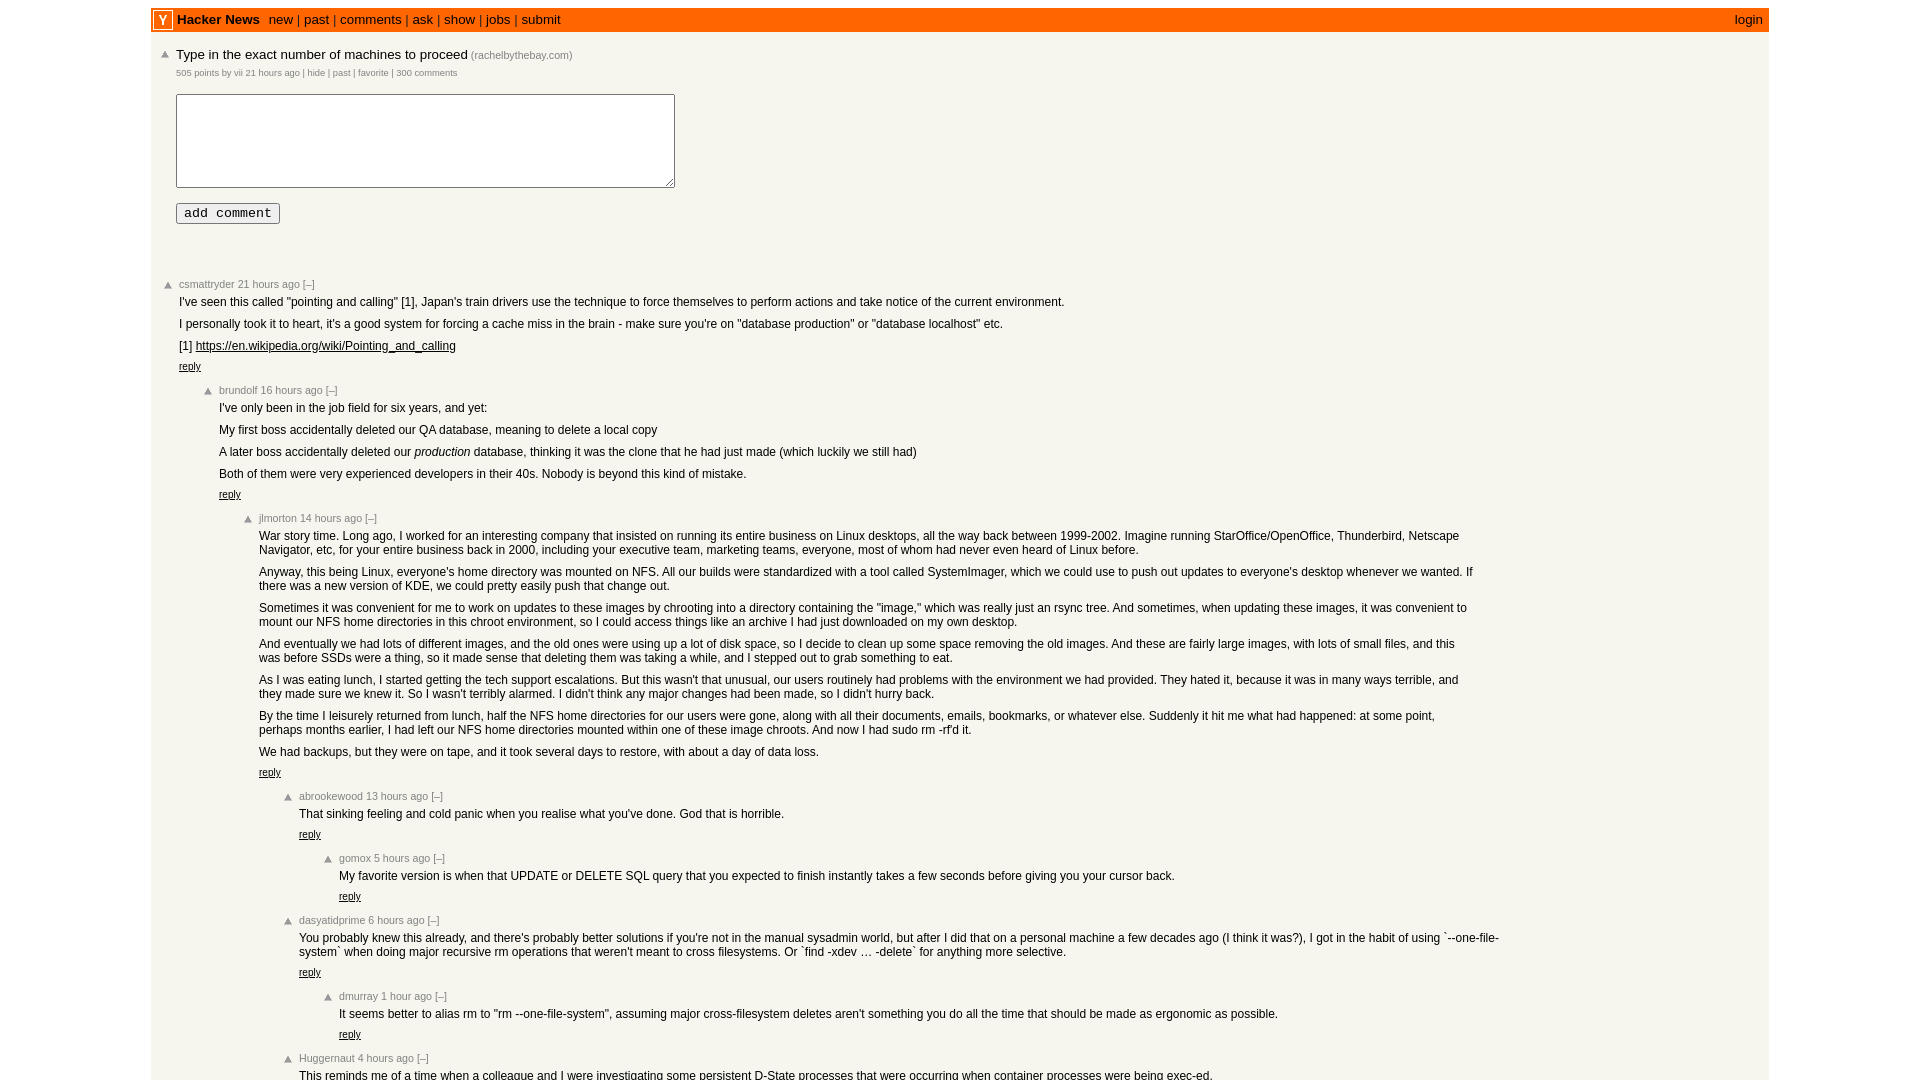 Y Hacker News new | past | comments | ask | show | jobs | submit login
Type in the exact number of machines to proceed (rachelbythebay.com)
505 points by vii 21 hours ago | hide | past | favorite | 300 comments
add comment
csmattryder 21 hours ago [–]
I've seen this called "pointing and calling" [1], Japan's train drivers use the technique to force themselves to perform actions and take notice of the current environment.
I personally took it to heart, it's a good system for forcing a cache miss in the brain - make sure you're on "database production" or "database localhost" etc.
[1] https://en.wikipedia.org/wiki/Pointing_and_calling
reply
brundolf 16 hours ago [–]
I've only been in the job field for six years, and yet:
My first boss accidentally deleted our QA database, meaning to delete a local copy
A later boss accidentally deleted our production database, thinking it was the clone that he had just made (which luckily we still had)
Both of them were very experienced developers in their 40s. Nobody is beyond this kind of mistake.
reply
jlmorton 14 hours ago [–]
War story time. Long ago, I worked for an interesting company that insisted on running its entire business on Linux desktops, all the way back between 1999-2002. Imagine running StarOffice/OpenOffice, Thunderbird, Netscape
Navigator, etc, for your entire business back in 2000, including your executive team, marketing teams, everyone, most of whom had never even heard of Linux before.
Anyway, this being Linux, everyone's home directory was mounted on NFS. All our builds were standardized with a tool called SystemImager, which we could use to push out updates to everyone's desktop whenever we wanted. If
there was a new version of KDE, we could pretty easily push that change out.
Sometimes it was convenient for me to work on updates to these images by chrooting into a directory containing the "image," which was really just an rsync tree. And sometimes, when updating these images, it was convenient to
mount our NFS home directories in this chroot environment, so I could access things like an archive I had just downloaded on my own desktop.
And eventually we had lots of different images, and the old ones were using up a lot of disk space, so I decide to clean up some space removing the old images. And these are fairly large images, with lots of small files, and this
was before SSDs were a thing, so it made sense that deleting them was taking a while, and I stepped out to grab something to eat.
As I was eating lunch, I started getting the tech support escalations. But this wasn't that unusual, our users routinely had problems with the environment we had provided. They hated it, because it was in many ways terrible, and
they made sure we knew it. So I wasn't terribly alarmed. I didn't think any major changes had been made, so I didn't hurry back.
By the time I leisurely returned from lunch, half the NFS home directories for our users were gone, along with all their documents, emails, bookmarks, or whatever else. Suddenly it hit me what had happened: at some point,
perhaps months earlier, I had left our NFS home directories mounted within one of these image chroots. And now I had sudo rm -rf'd it.
We had backups, but they were on tape, and it took several days to restore, with about a day of data loss.
reply
abrookewood 13 hours ago [–]
That sinking feeling and cold panic when you realise what you've done. God that is horrible.
reply
gomox 5 hours ago [–]
My favorite version is when that UPDATE or DELETE SQL query that you expected to finish instantly takes a few seconds before giving you your cursor back.
reply
dasyatidprime 6 hours ago [–]
You probably knew this already, and there's probably better solutions if you're not in the manual sysadmin world, but after I did that on a personal machine a few decades ago (I think it was?), I got in the habit of using `--one-file-
system` when doing major recursive rm operations that weren't meant to cross filesystems. Or `find -xdev … -delete` for anything more selective.
reply
dmurray 1 hour ago [–]
It seems better to alias rm to "rm --one-file-system", assuming major cross-filesystem deletes aren't something you do all the time that should be made as ergonomic as possible.
reply
Huggernaut 4 hours ago [–]
This reminds me of a time when a colleague and I were investigating some persistent D-State processes that were occurring when container processes were being exec-ed.